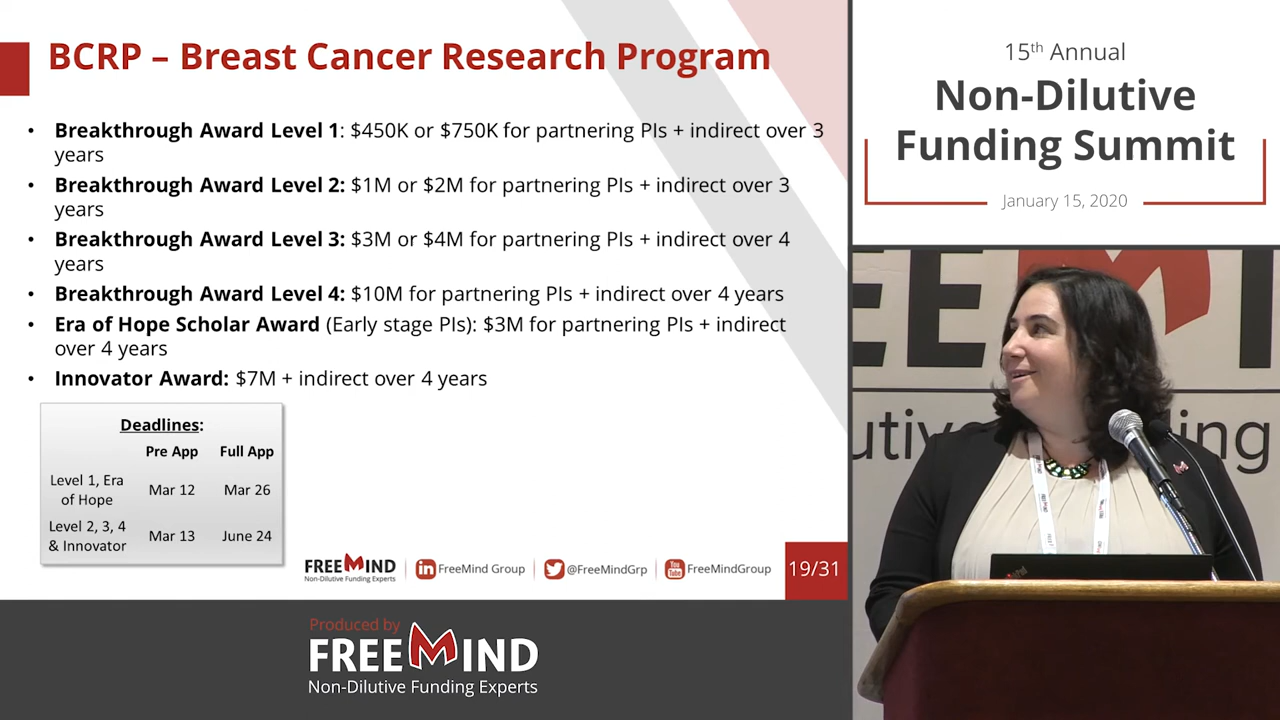 BCRP – Breast Cancer Research Program
• Breakthrough Award Level 1: $450K or $750K for partnering PIs + indirect over 3
years
• Breakthrough Award Level 2: $1M or $2M for partnering PIs + indirect over 3
years
• Breakthrough Award Level 3: $3M or $4M for partnering PIs + indirect over 4
years
• Breakthrough Award Level 4: $10M for partnering PIs + indirect over 4 years
• Era of Hope Scholar Award (Early stage PIs): $3M for partnering PIs + indirect
over 4 years
• Innovator Award: $7M + indirect over 4 years
Deadlines:
Pre App Full App
Level 1, Era
of Hope
Mar 12 Mar 26
Level 2, 3, 4
& Innovator
Mar 13 June 24
FREEMIND
Non-Dilutive Funding Experts
in FreeMind Group
@FreeMindGrp
You Tube FreeMindGroup
19/31
Produced by
FREEMIND
Non-Dilutive Funding Experts
15th Annual
Non-Dilutive
Funding Summit
January 15, 2020